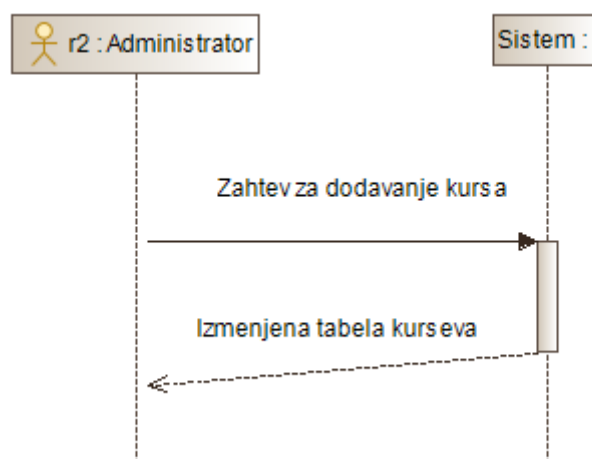 r2 : Administrator
Sistem :
Zahtev za dodavanje kursa
Izmenjena tabela kurseva